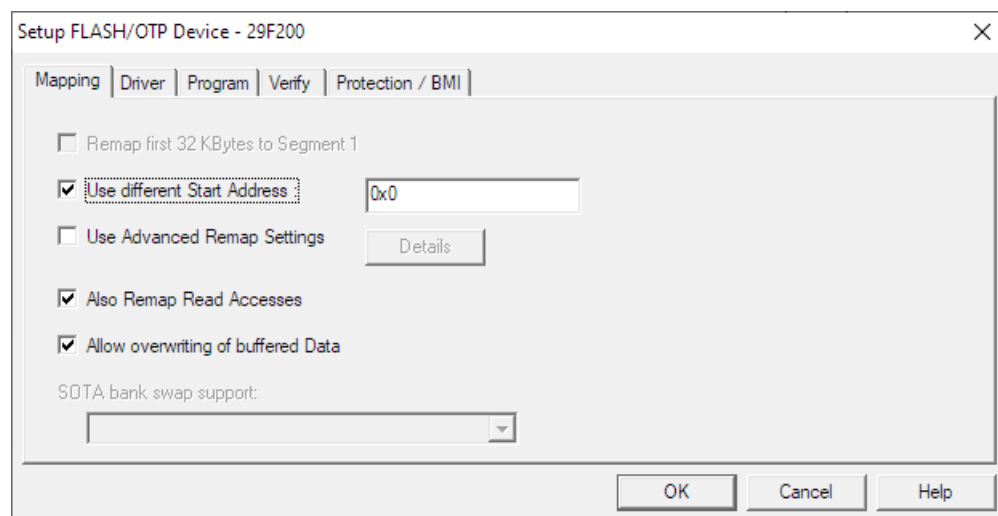 Setup FLASH/OTP Device - 29F200
Mapping Driver Program Verify Protection / BMI
Remap first 32 KBytes to Segment 1
Use different Start Address : 0x0
Use Advanced Remap Settings Details
Also Remap Read Accesses
Allow overwriting of buffered Data
SOTA bank swap support:
OK Cancel Help